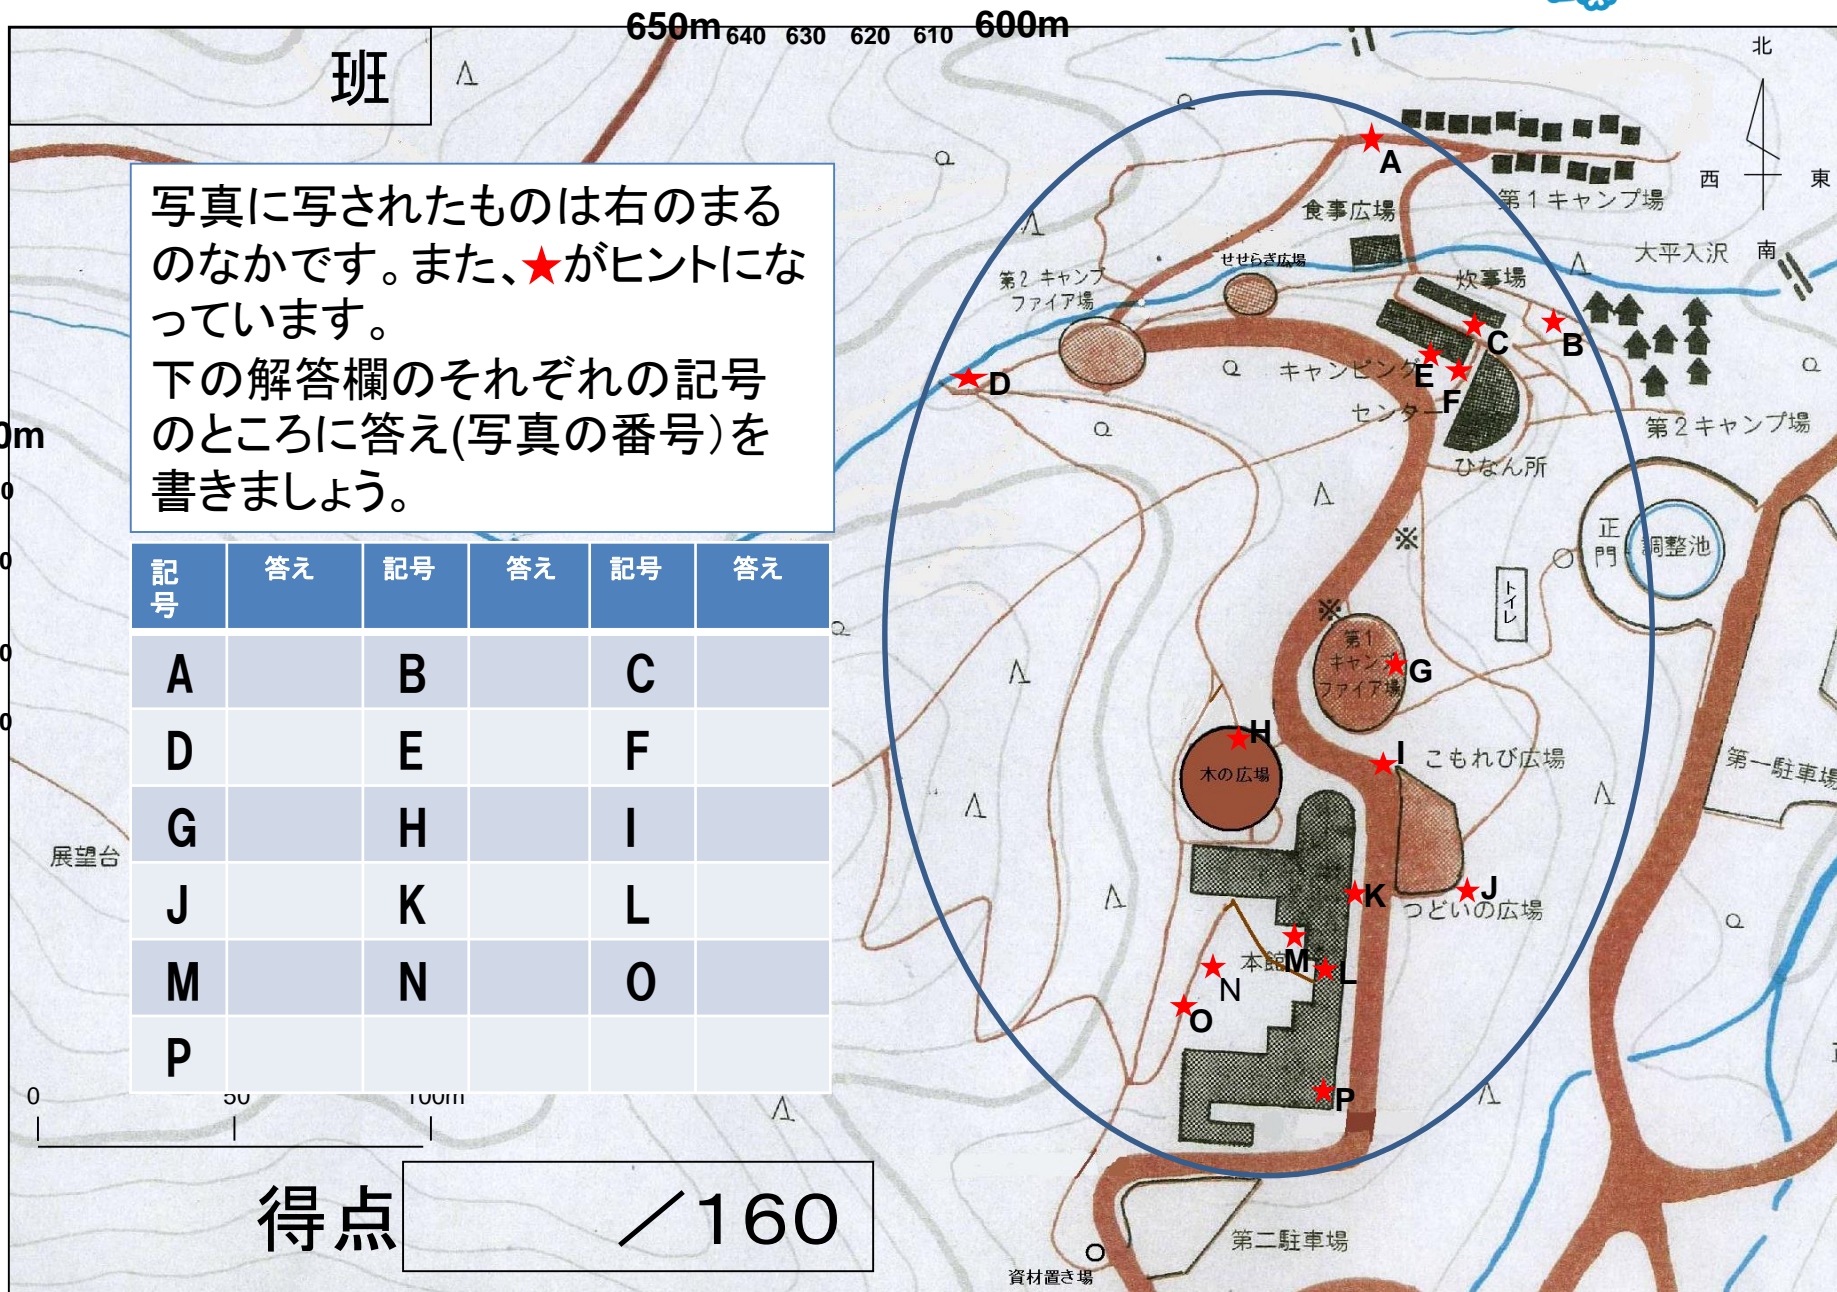 650m 640 630 620 610 600m
班
北
西 東
南
写真に写されたものは右のまる
のなかです。また、★がヒントにな
っています。
下の解答欄のそれぞれの記号
のところに答え(写真の番号)を
書きましょう。
記号 答え 記号 答え 記号 答え
A B C
D E F
G H I
J K L
M N O
P
0 50 100m
得点 ／160
0m
0
0
0
0
展望台
A
第1キャンプ場
食事広場
大平入沢
せせらぎ広場
第2 キャンプ
ファイア場
炊事場
B
C
D
E
F
キャンピング
センター
第2キャンプ場
ひなん所
正門
調整池
※
トイレ
※
第1
キャンプ
ファイア場
G
H
木の広場
I
こもれび広場
第一駐車場
J
K
つどいの広場
本館
M
L
N
O
P
第二駐車場
資材置き場